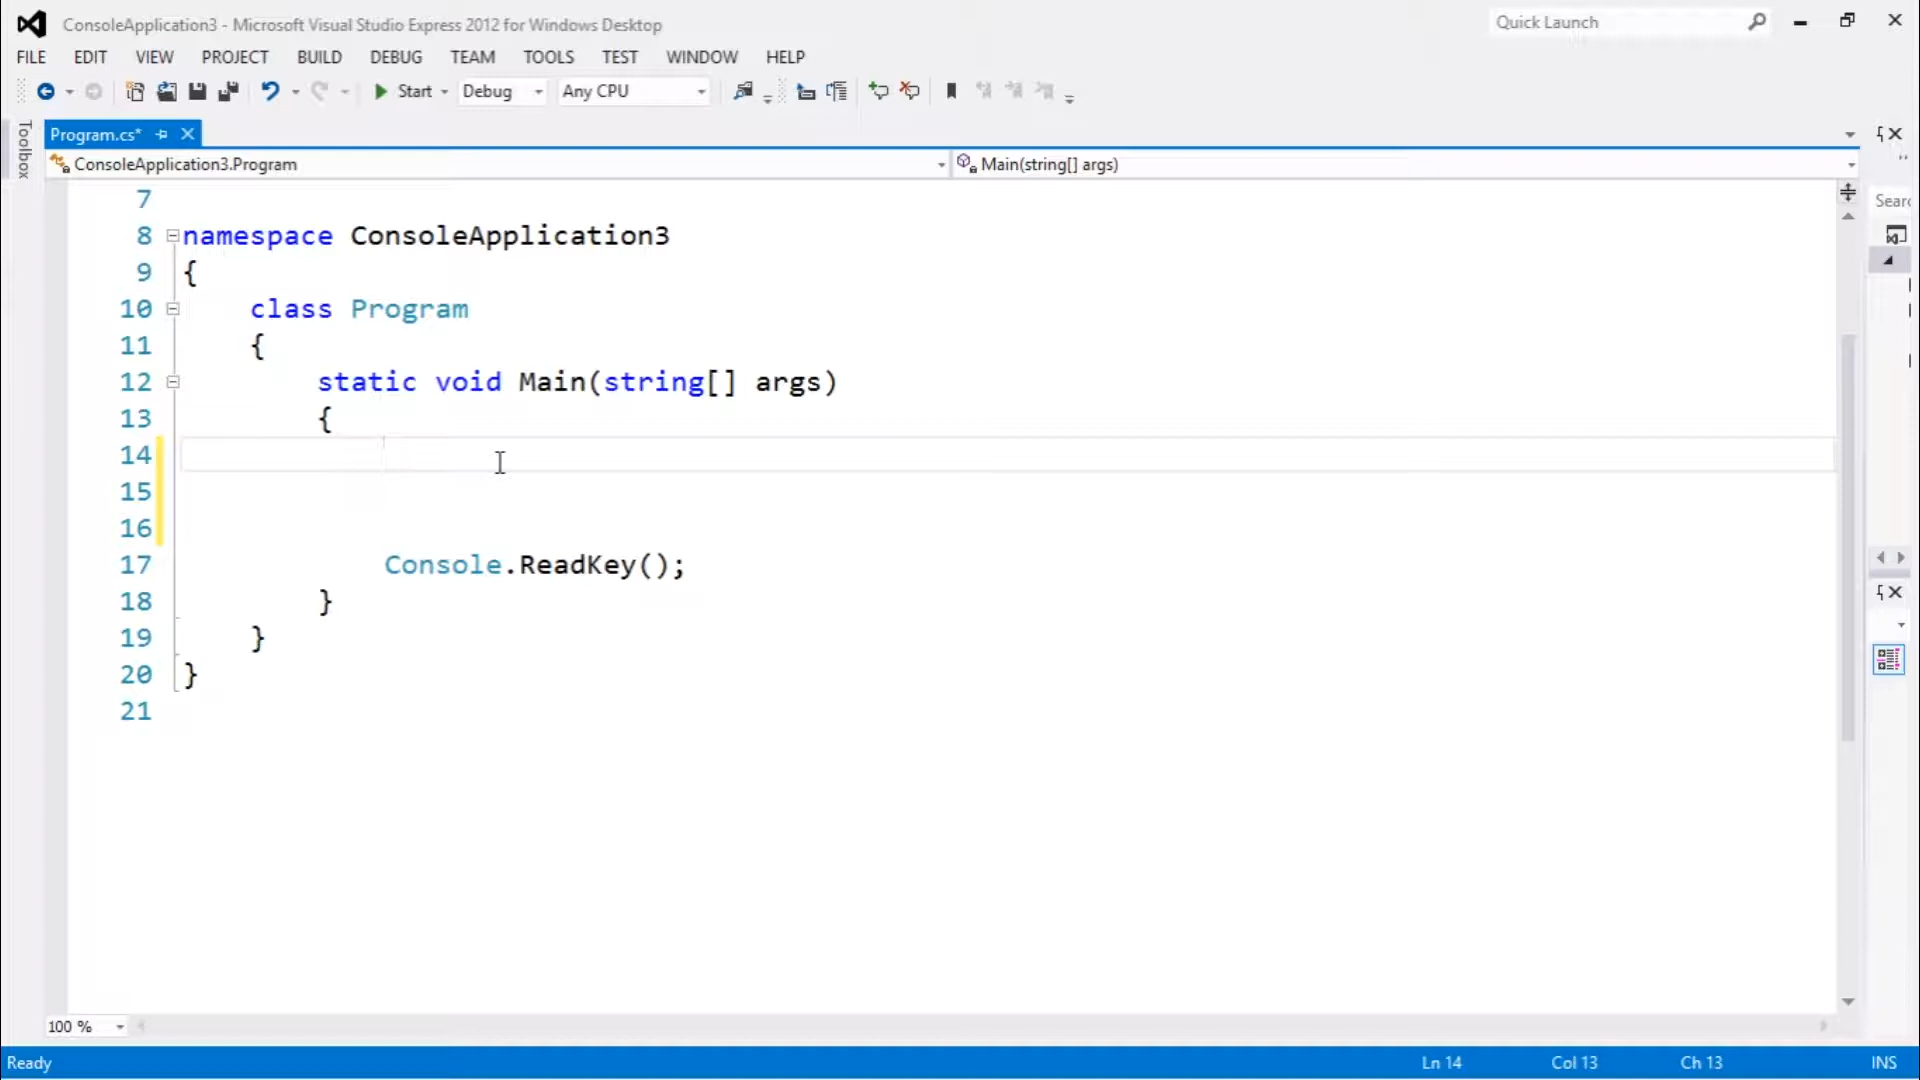 ConsoleApplication3 - Microsoft Visual Studio Express 2012 for Windows Desktop
Quick Launch
FILE EDIT VIEW PROJECT BUILD DEBUG TEAM TOOLS TEST WINDOW HELP
Start Debug Any CPU
Toolbox
Program.cs*
ConsoleApplication3.Program
Main(string[] args)
7
8 namespace ConsoleApplication3
9 {
10 class Program
11 {
12 static void Main(string[] args)
13 {
14
15
16
17 Console.ReadKey();
18 }
19 }
20 }
21
100 %
Ready
Ln 14 Col 13 Ch 13 INS